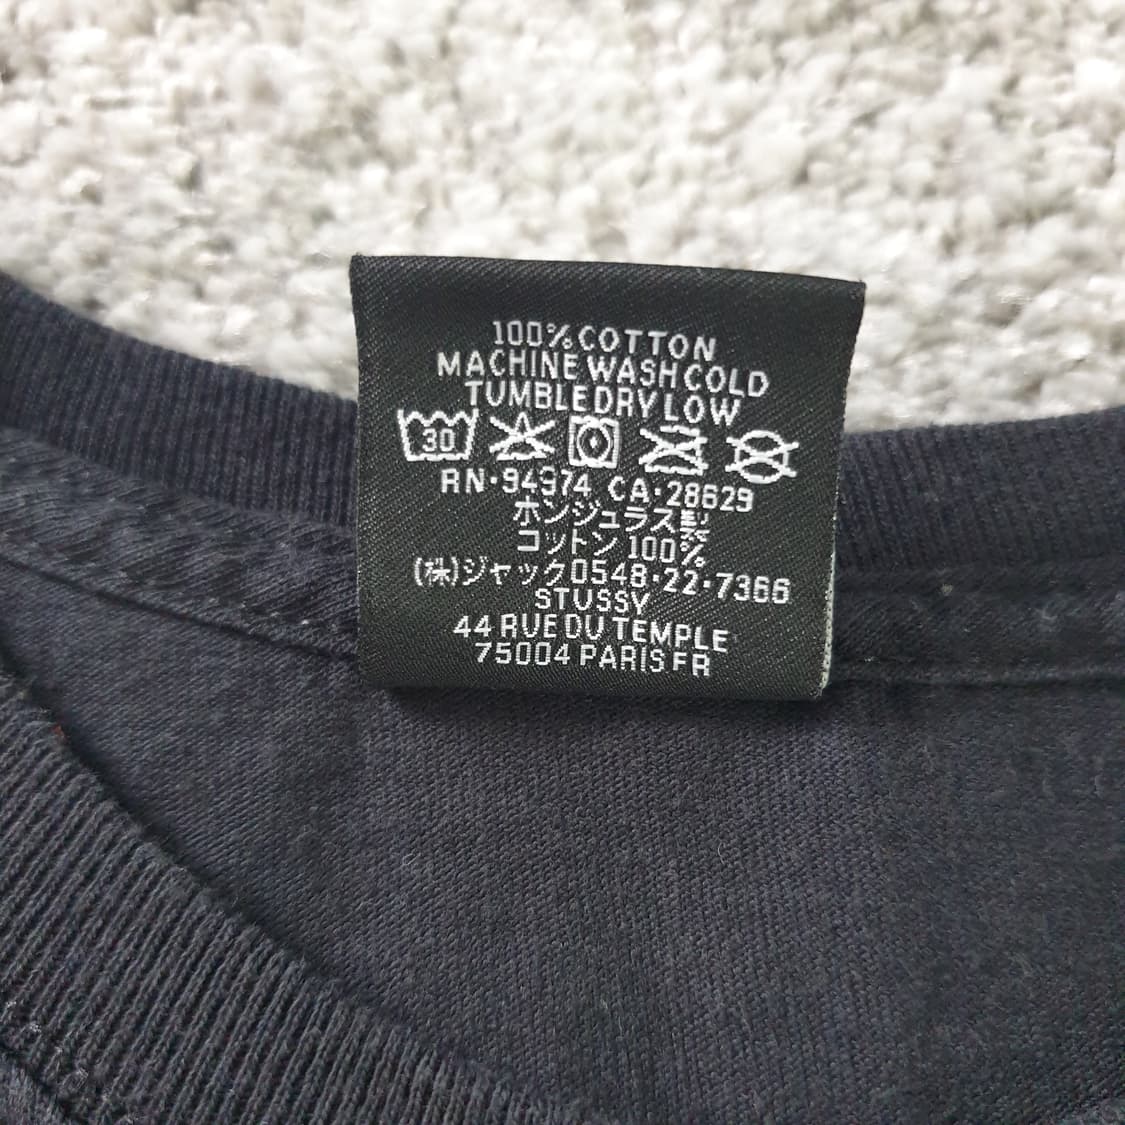 100% COTTON
MACHINE WASH COLD
TUMBLE DRY LOW
30
RN·94974 CA·28629
ホンジュラス製
コットン 100%
(株)ジャック0548·22·7366
STUSSY
44 RUE DU TEMPLE
75004 PARIS FR